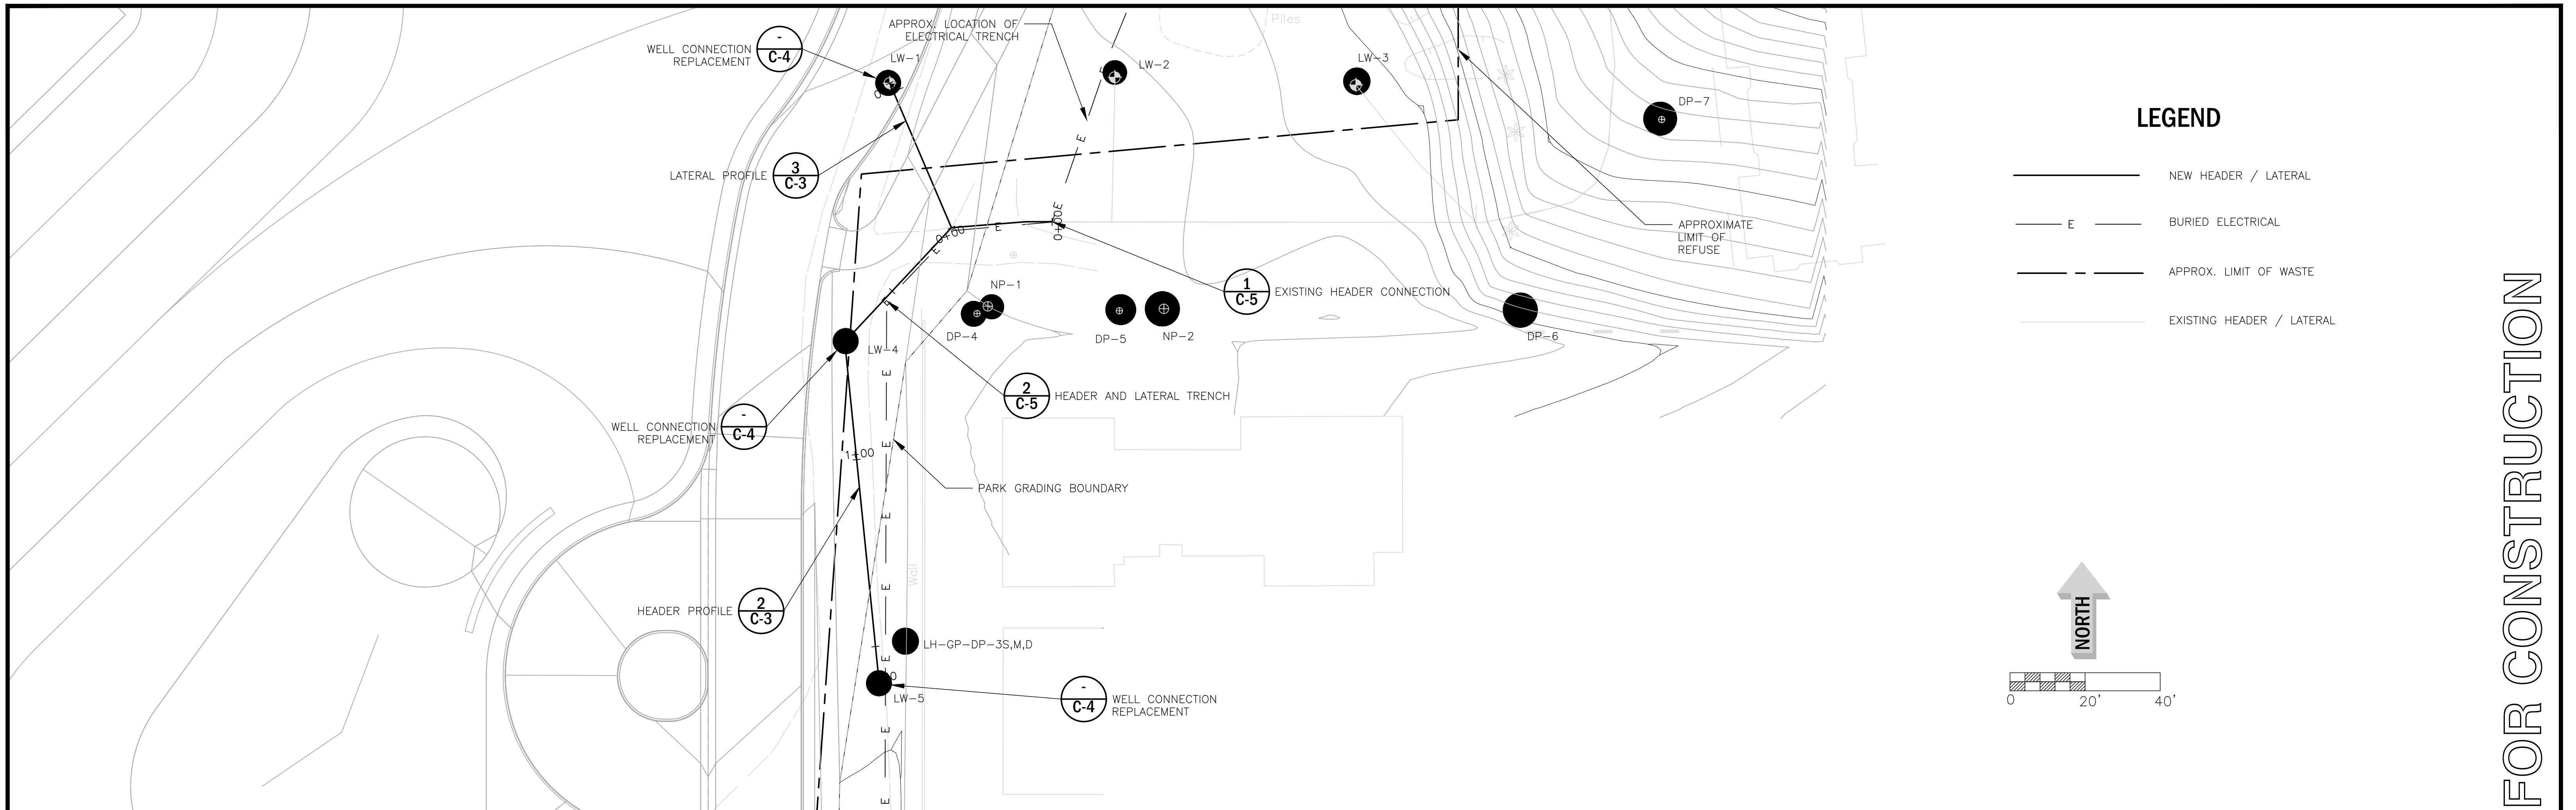 APPROX. LOCATION OF
ELECTRICAL TRENCH
Piles
WELL CONNECTION
REPLACEMENT
-
C-4
LW-1
LW-2
LW-3
DP-7
LATERAL PROFILE
3
C-3
E
E
APPROXIMATE
LIMIT OF
REFUSE
0+00
E
E
0+60
E
1
C-5
EXISTING HEADER CONNECTION
NP-1
DP-4
DP-5
NP-2
DP-6
LW-4
E
2
C-5
HEADER AND LATERAL TRENCH
WELL CONNECTION
REPLACEMENT
-
C-4
E
1+00
PARK GRADING BOUNDARY
E
Wall
E
HEADER PROFILE
2
C-3
LH-GP-DP-3S,M,D
E
LW-5
-
C-4
WELL CONNECTION
REPLACEMENT
E
E
LEGEND
NEW HEADER / LATERAL
E
BURIED ELECTRICAL
APPROX. LIMIT OF WASTE
EXISTING HEADER / LATERAL
NORTH
0
20'
40'
FOR CONSTRUCTION